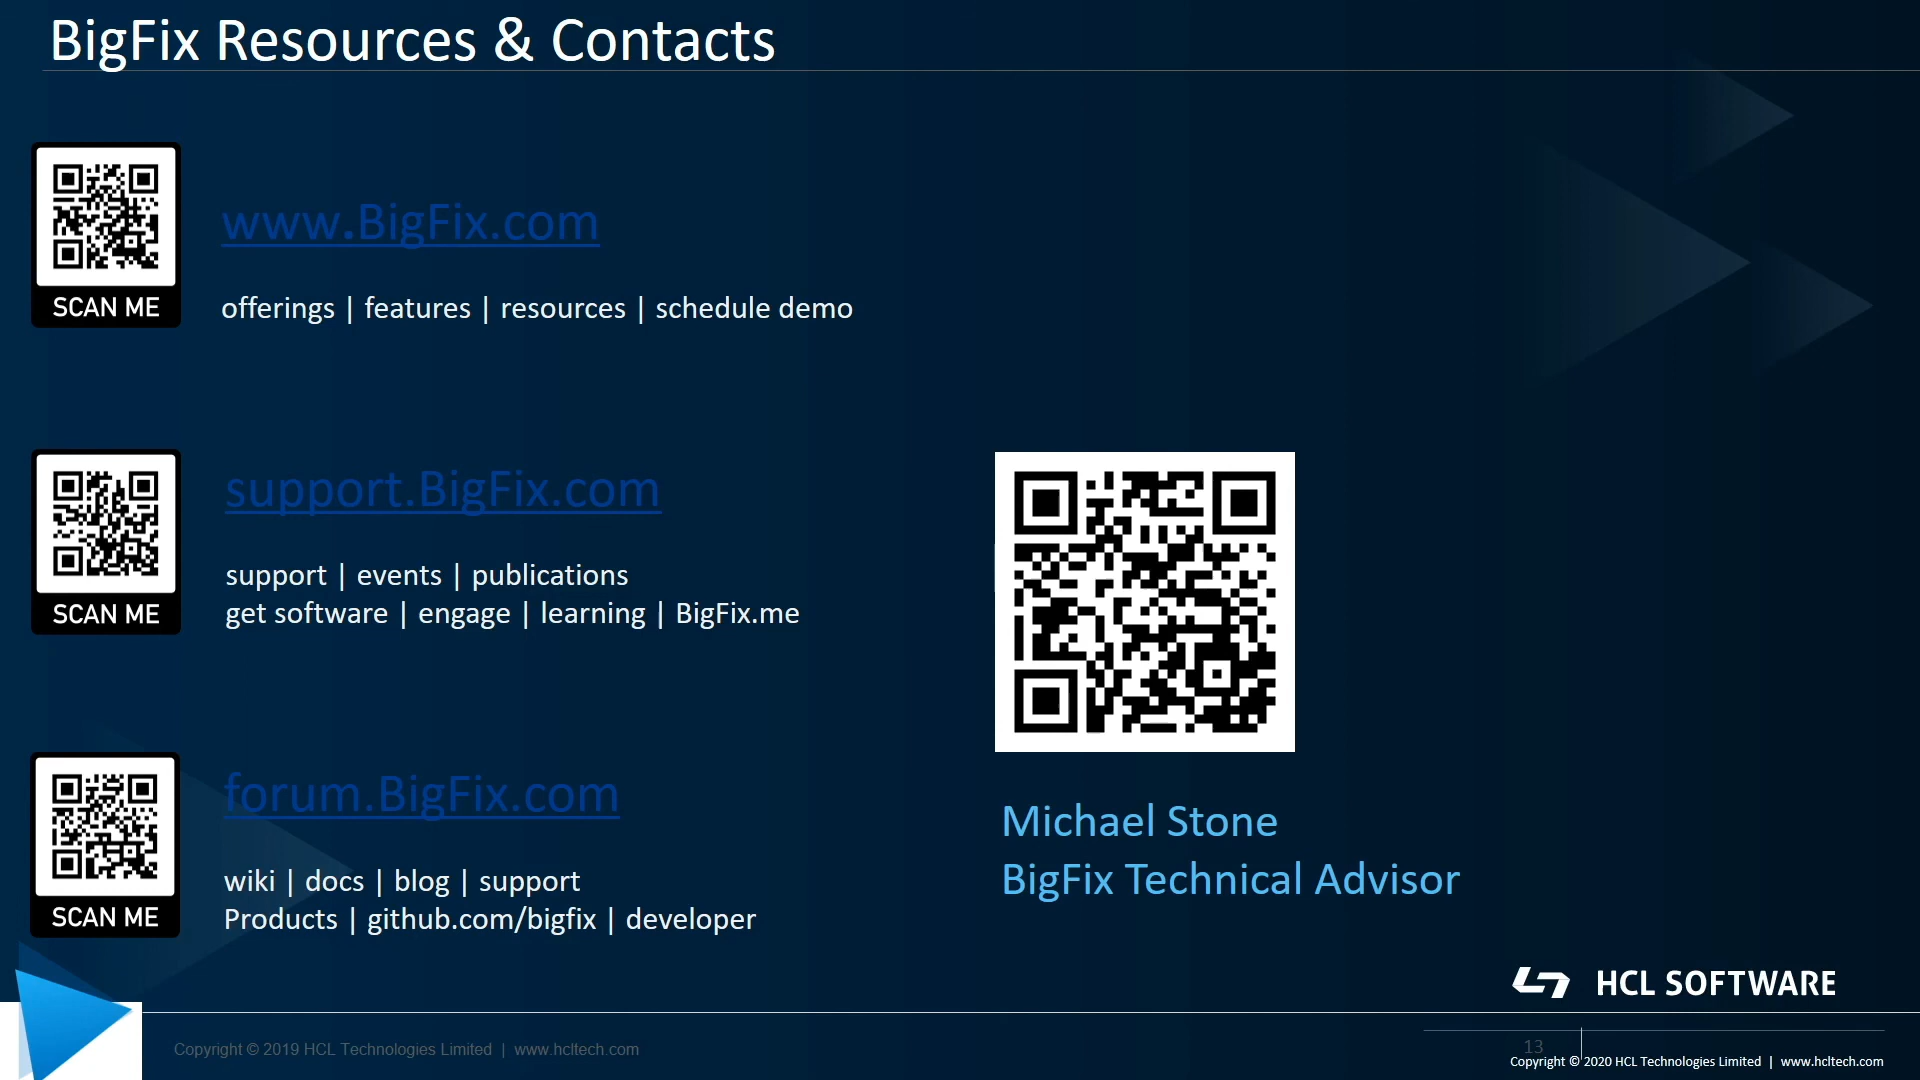 BigFix Resources & Contacts
www.BigFix.com
offerings | features | resources | schedule demo
SCAN ME
support.BigFix.com
support | events | publications
get software | engage | learning | BigFix.me
SCAN ME
forum.BigFix.com
wiki | docs | blog | support
Products | github.com/bigfix | developer
SCAN ME
Michael Stone
BigFix Technical Advisor
HCL SOFTWARE
Copyright © 2019 HCL Technologies Limited | www.hcltech.com
13
Copyright © 2020 HCL Technologies Limited | www.hcltech.com